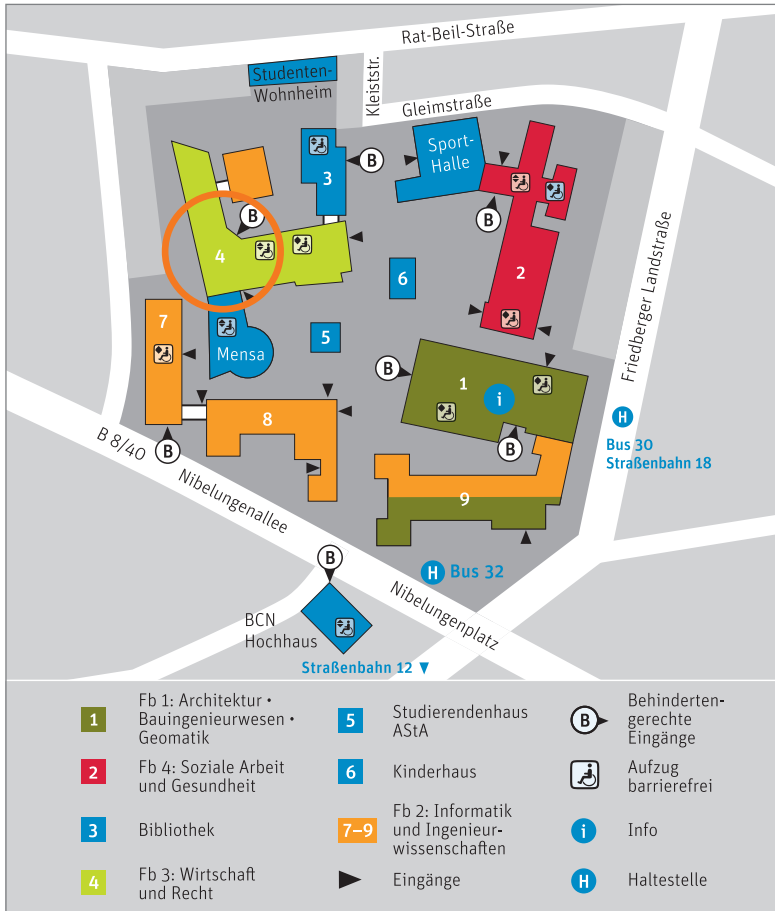 Rat-Beil-Straße
Studenten-
Wohnheim
Kleiststr.
Gleimstraße
Sport-
Halle
3
B
B
B
4
6
2
Friedberger Landstraße
7
Mensa
5
B
1
i
8
B
B
H
Bus 30
Straßenbahn 18
B 8/40
Nibelungenallee
9
B
H Bus 32
Nibelungenplatz
BCN
Hochhaus
Straßenbahn 12
1
Fb 1: Architektur •
Bauingenieurwesen •
Geomatik
2
Fb 4: Soziale Arbeit
und Gesundheit
3
Bibliothek
4
Fb 3: Wirtschaft
und Recht
5
Studierendenhaus
AStA
6
Kinderhaus
7–9
Fb 2: Informatik
und Ingenieur-
wissenschaften
Eingänge
B
Behinderten-
gerechte
Eingänge
Aufzug
barrierefrei
i
Info
H
Haltestelle